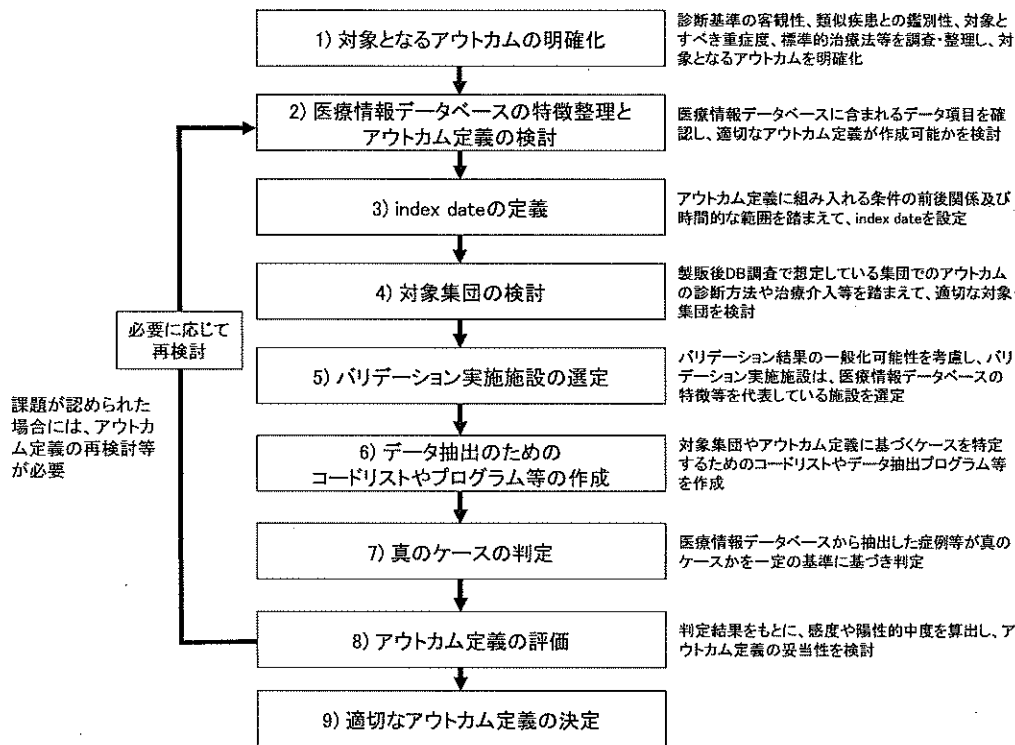 1) 対象となるアウトカムの明確化
診断基準の客観性、類似疾患との鑑別性、対象と
すべき重症度、標準的治療法等を調査・整理し、対
象となるアウトカムを明確化
2) 医療情報データベースの特徴整理と
アウトカム定義の検討
医療情報データベースに含まれるデータ項目を確
認し、適切なアウトカム定義が作成可能かを検討
3) index dateの定義
アウトカム定義に組み入れる条件の前後関係及び
時間的な範囲を踏まえて、index dateを設定
4) 対象集団の検討
製販後DB調査で想定している集団でのアウトカム
の診断方法や治療介入等を踏まえて、適切な対象
集団を検討
必要に応じて
再検討
5) バリデーション実施施設の選定
バリデーション結果の一般化可能性を考慮し、バリ
デーション実施施設は、医療情報データベースの
特徴等を代表している施設を選定
課題が認められた
場合には、アウトカ
ム定義の再検討等
が必要
6) データ抽出のための
コードリストやプログラム等の作成
対象集団やアウトカム定義に基づくケースを特定
するためのコードリストやデータ抽出プログラム等
を作成
7) 真のケースの判定
医療情報データベースから抽出した症例等が真の
ケースかを一定の基準に基づき判定
8) アウトカム定義の評価
判定結果をもとに、感度や陽性的中度を算出し、ア
ウトカム定義の妥当性を検討
9) 適切なアウトカム定義の決定